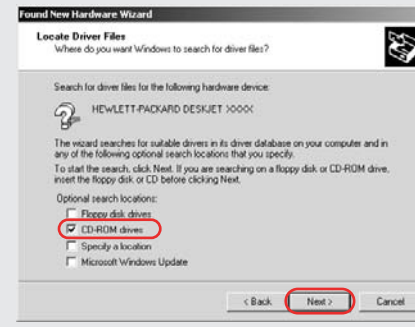 Found New Hardware Wizard
Locate Driver Files
Where do you want Windows to search for driver files?
Search for driver files for the following hardware device:
HEWLETT-PACKARD DESKJET XXXX
The wizard searches for suitable drivers in its driver database on your computer and in
any of the following optional search locations that you specify.
To start the search, click Next. If you are searching on a floppy disk or CD-ROM drive,
insert the floppy disk or CD before clicking Next.
Optional search locations:
Floppy disk drives
CD-ROM drives
Specify a location
Microsoft Windows Update
< Back Next > Cancel